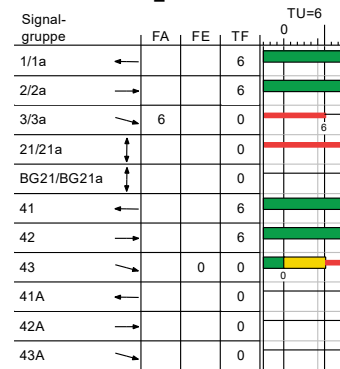 TU=6
Signal-
gruppe FA FE TF 0
1/1a 6
2/2a 6
3/3a 6 0 6
21/21a 0
BG21/BG21a 0
41 6
42 6
43 0 0 0
41A 0
42A 0
43A 0